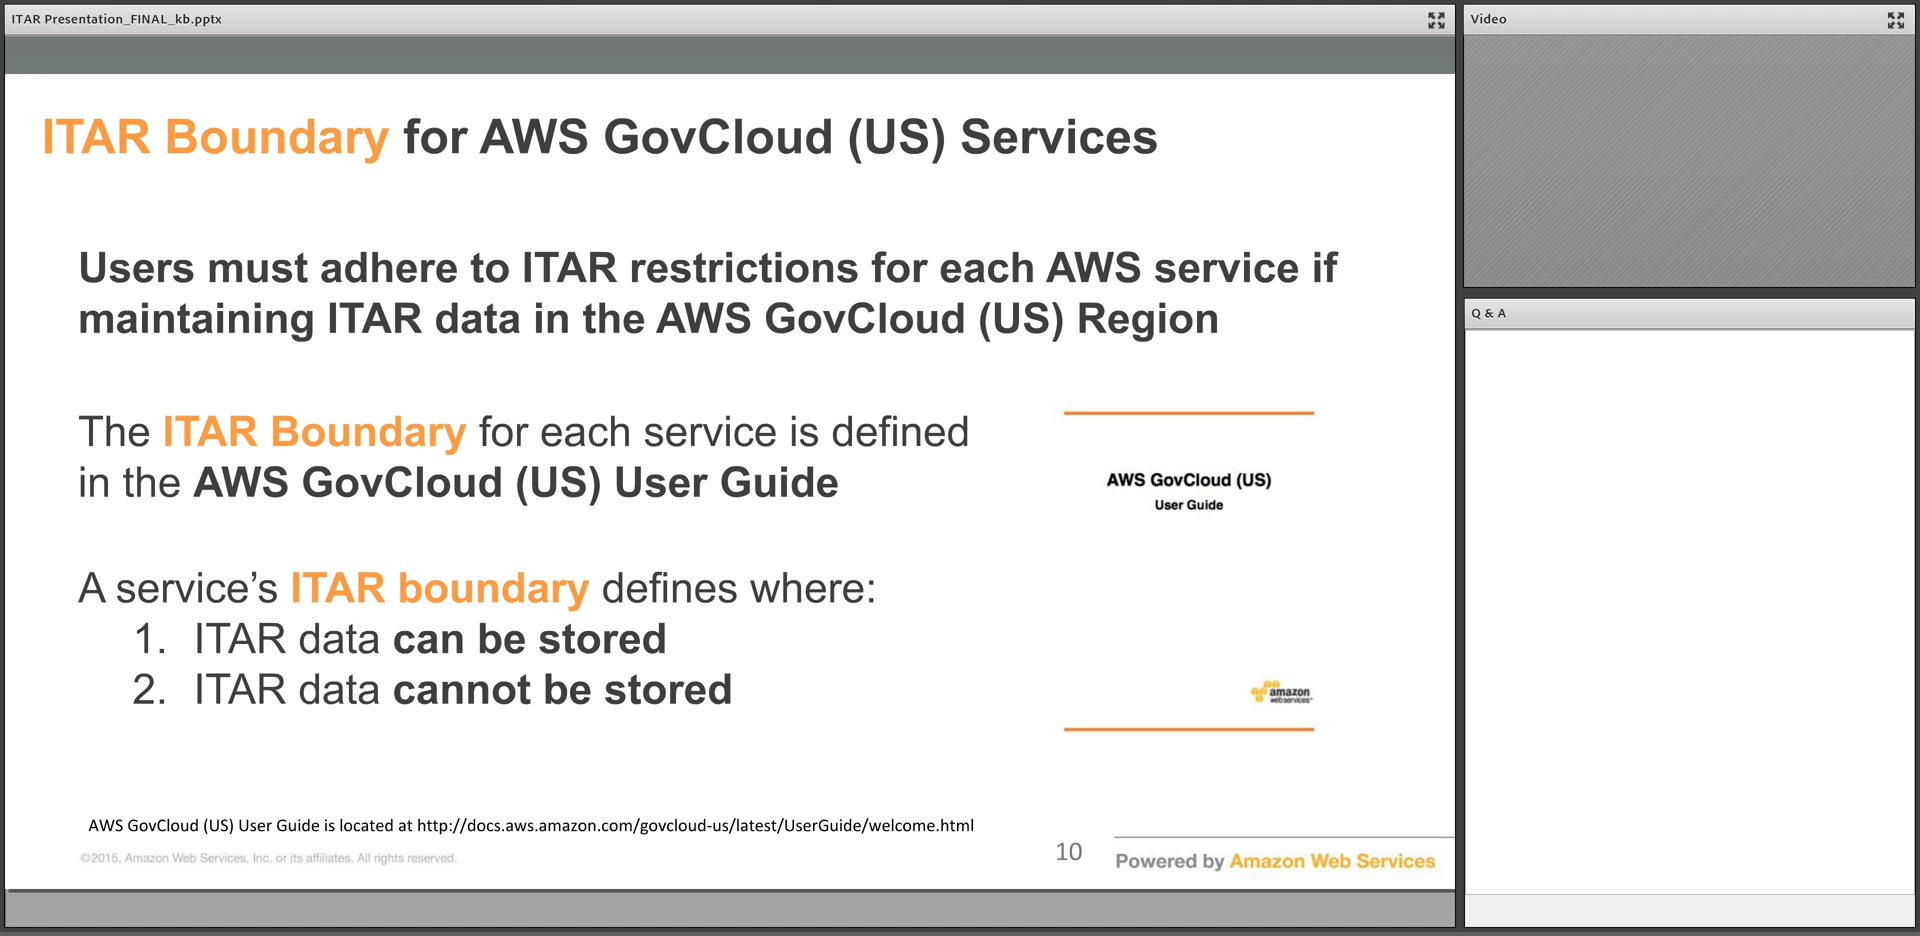 ITAR Presentation_FINAL_kb.pptx
ITAR Boundary for AWS GovCloud (US) Services
Users must adhere to ITAR restrictions for each AWS service if
maintaining ITAR data in the AWS GovCloud (US) Region
The ITAR Boundary for each service is defined
in the AWS GovCloud (US) User Guide
A service’s ITAR boundary defines where:
1. ITAR data can be stored
2. ITAR data cannot be stored
AWS GovCloud (US)
User Guide
amazon
webservices™
AWS GovCloud (US) User Guide is located at http://docs.aws.amazon.com/govcloud-us/latest/UserGuide/welcome.html
©2015, Amazon Web Services, Inc. or its affiliates. All rights reserved.
10
Powered by Amazon Web Services
Video
Q & A